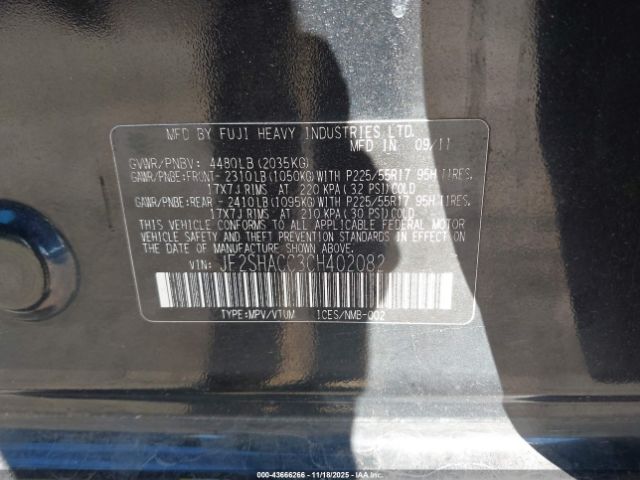 MFD BY FUJI HEAVY INDUSTRIES LTD.
MFD IN 09/11
GVWR/PNBV: 4480LB(2035KG)
GAWR/PNBE:FRONT- 2310LB(1050KG)WITH P225/55R17 95H TIRES,
17X7J RIMS AT 220 KPA(32 PSI)COLD
GAWR/PNBE:REAR - 2410LB(1095KG)WITH P225/55R17 95H TIRES,
17X7J RIMS AT 210 KPA(30 PSI)COLD
THIS VEHICLE CONFORMS TO ALL APPLICABLE FEDERAL MOTOR
VEHICLE SAFETY AND THEFT PREVENTION STANDARDS IN EFFECT
ON THE DATE OF MANUFACTURE SHOWN ABOVE.
VIN: JF2SHACC3CH402082
TYPE:MPV/VTUM ICES/NMB-002
000-43666266 - 11/18/2025 - IAA Inc.